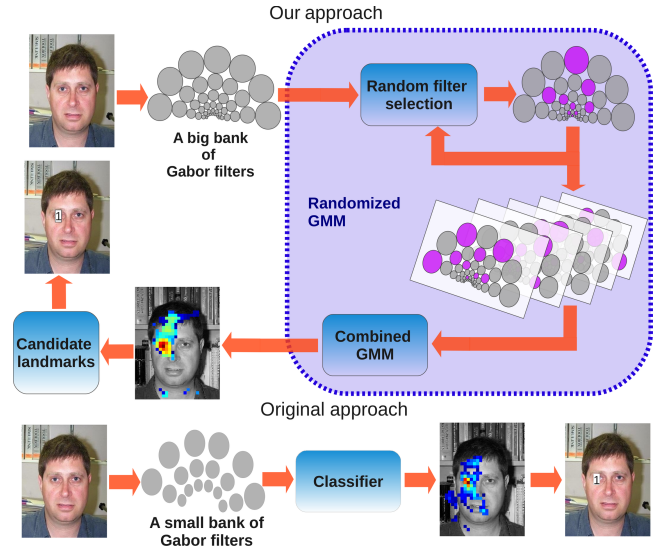 Our approach
A big bank
of
Gabor filters
Random filter
selection
Randomized
GMM
1
Candidate
landmarks
Combined
GMM
Original approach
A small bank of
Gabor filters
Classifier
1